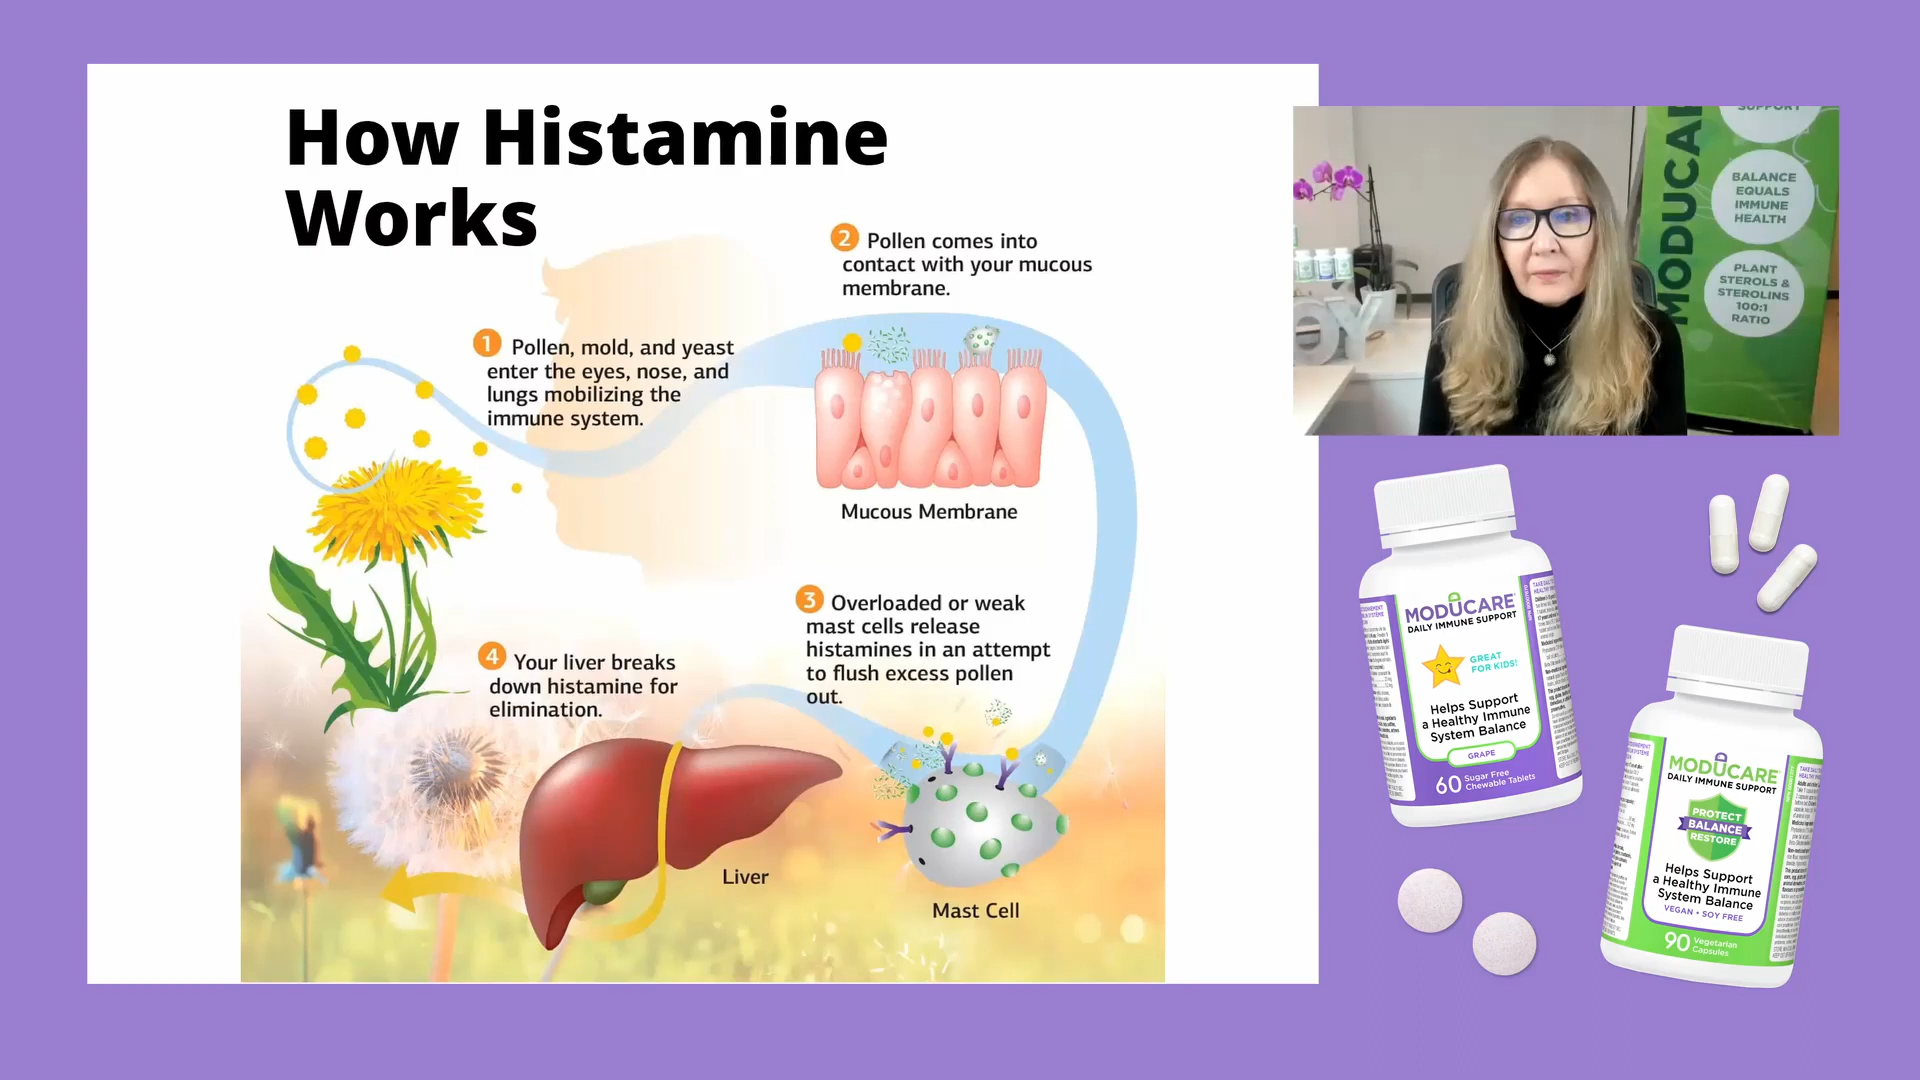 How Histamine
Works
1 Pollen, mold, and yeast
enter the eyes, nose, and
lungs mobilizing the
immune system.
2 Pollen comes into
contact with your mucous
membrane.
Mucous Membrane
3 Overloaded or weak
mast cells release
histamines in an attempt
to flush excess pollen
out.
Mast Cell
4 Your liver breaks
down histamine for
elimination.
Liver
SUPPORT
BALANCE
EQUALS
IMMUNE
HEALTH
PLANT
STEROLS &
STEROLINS
100:1
RATIO
MODUCARE
DAILY IMMUNE SUPPORT
GREAT
FOR KIDS!
Helps Support
a Healthy Immune
System Balance
GRAPE
60 Sugar Free
Chewable Tablets
MODUCARE
DAILY IMMUNE SUPPORT
PROTECT
BALANCE
RESTORE
Helps Support
a Healthy Immune
System Balance
VEGAN • SOY FREE
90 Vegetarian
Capsules